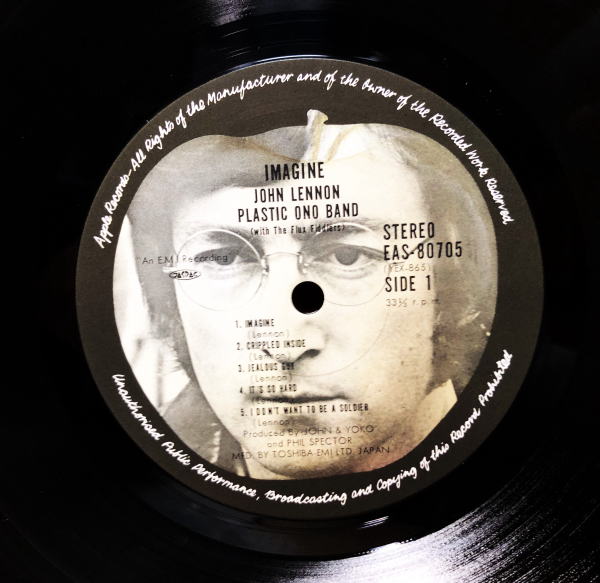 Apple Records-All Rights of the Manufacturer and of the Owner of the Recorded Work Reserved
IMAGINE
JOHN LENNON
PLASTIC ONO BAND
(with The Flux Fiddlers)
STEREO
EAS-80705
(YEX-865)
SIDE 1
33⅓ r.p.m.
"An EMI Recording
1. IMAGINE
(Lennon)
2. CRIPPLED INSIDE
(Lennon)
3. JEALOUS GUY
(Lennon)
4. IT'S SO HARD
(Lennon)
5. I DON'T WANT TO BE A SOLDIER
(Lennon)
Produced by JOHN & YOKO
and PHIL SPECTOR
MFD. BY TOSHIBA-EMI LTD. JAPAN
Unauthorised Public Performance, Broadcasting and Copying of this Record Prohibited